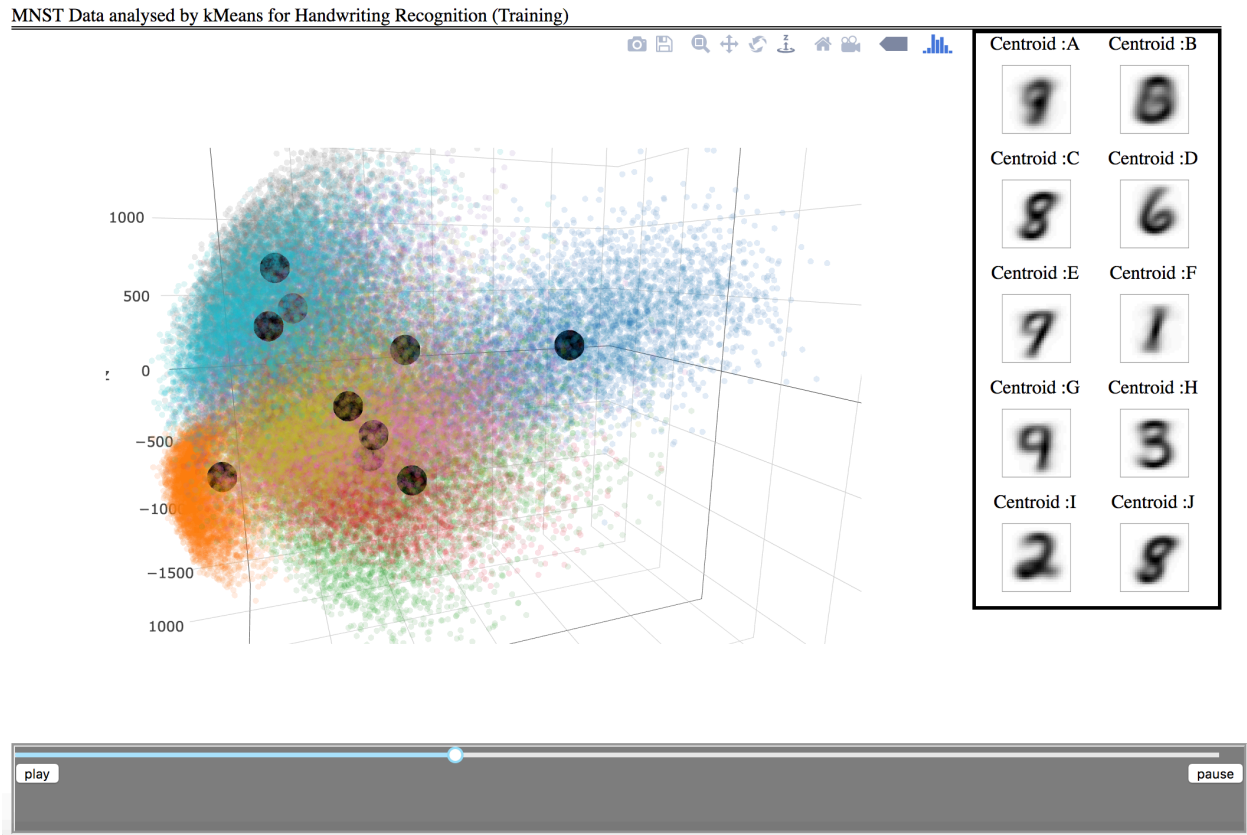 MNST Data analysed by kMeans for Handwriting Recognition (Training)
z
Centroid :A Centroid :B
Centroid :C Centroid :D
1000
Centroid :E Centroid :F
500
0
Centroid :G Centroid :H
−500
Centroid :I Centroid :J
−1000
−1500
1000
play pause